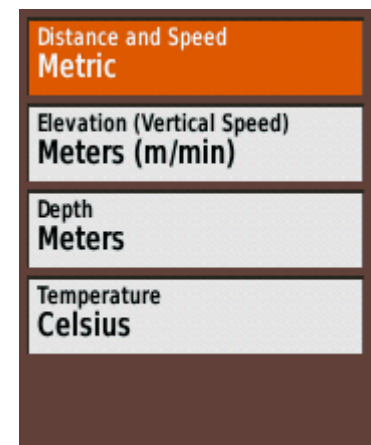 Distance and Speed
Metric
Elevation (Vertical Speed)
Meters (m/min)
Depth
Meters
Temperature
Celsius